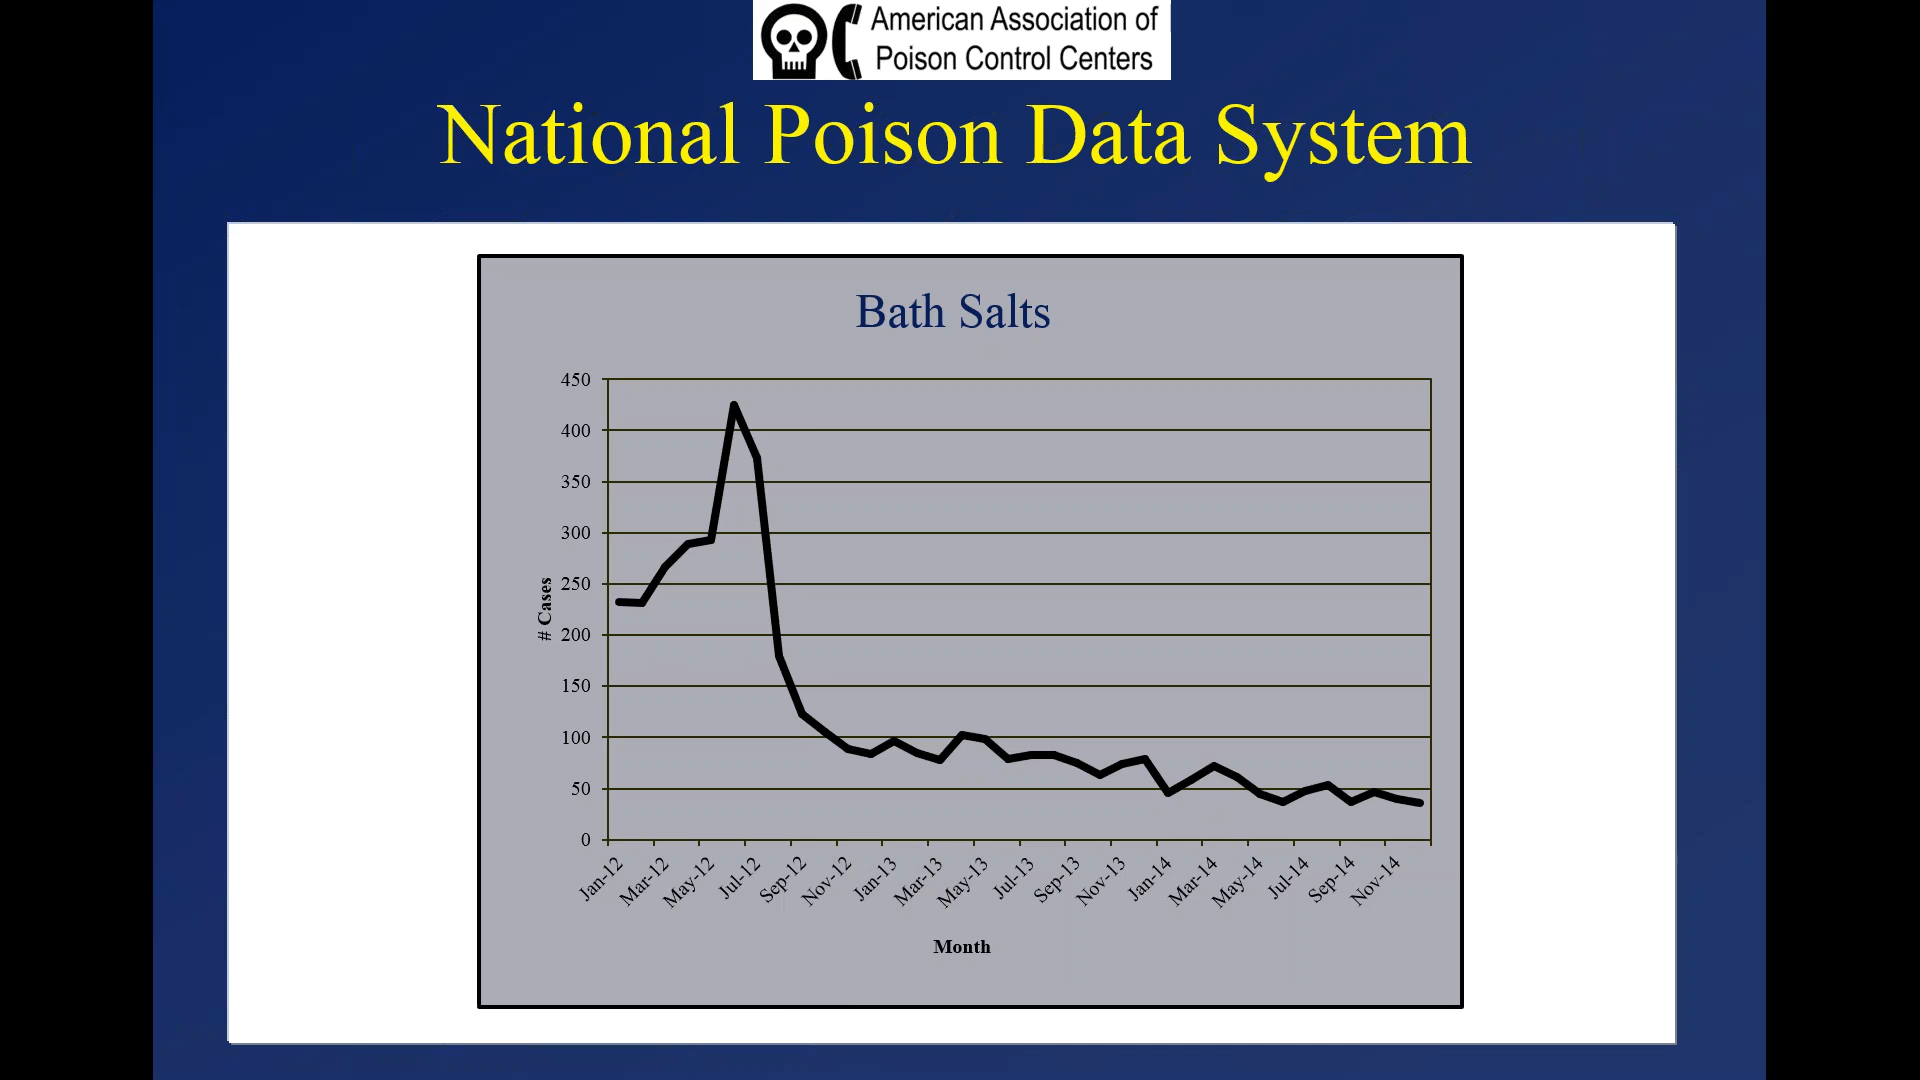 American Association of
Poison Control Centers
National Poison Data System
Bath Salts
450
400
350
300
250
200
150
100
50
0
# Cases
Jan-12
Mar-12
May-12
Jul-12
Sep-12
Nov-12
Jan-13
Mar-13
May-13
Jul-13
Sep-13
Nov-13
Jan-14
Mar-14
May-14
Jul-14
Sep-14
Nov-14
Month